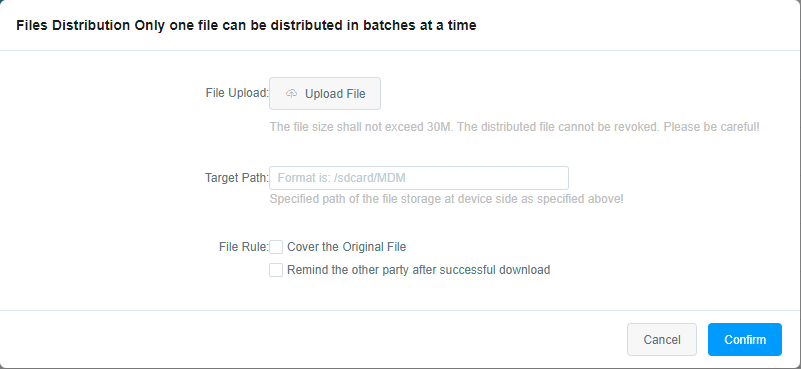 Files Distribution Only one file can be distributed in batches at a time
File Upload: Upload File
The file size shall not exceed 30M. The distributed file cannot be revoked. Please be careful!
Target Path: Format is: /sdcard/MDM
Specified path of the file storage at device side as specified above!
File Rule: Cover the Original File
Remind the other party after successful download
Cancel Confirm